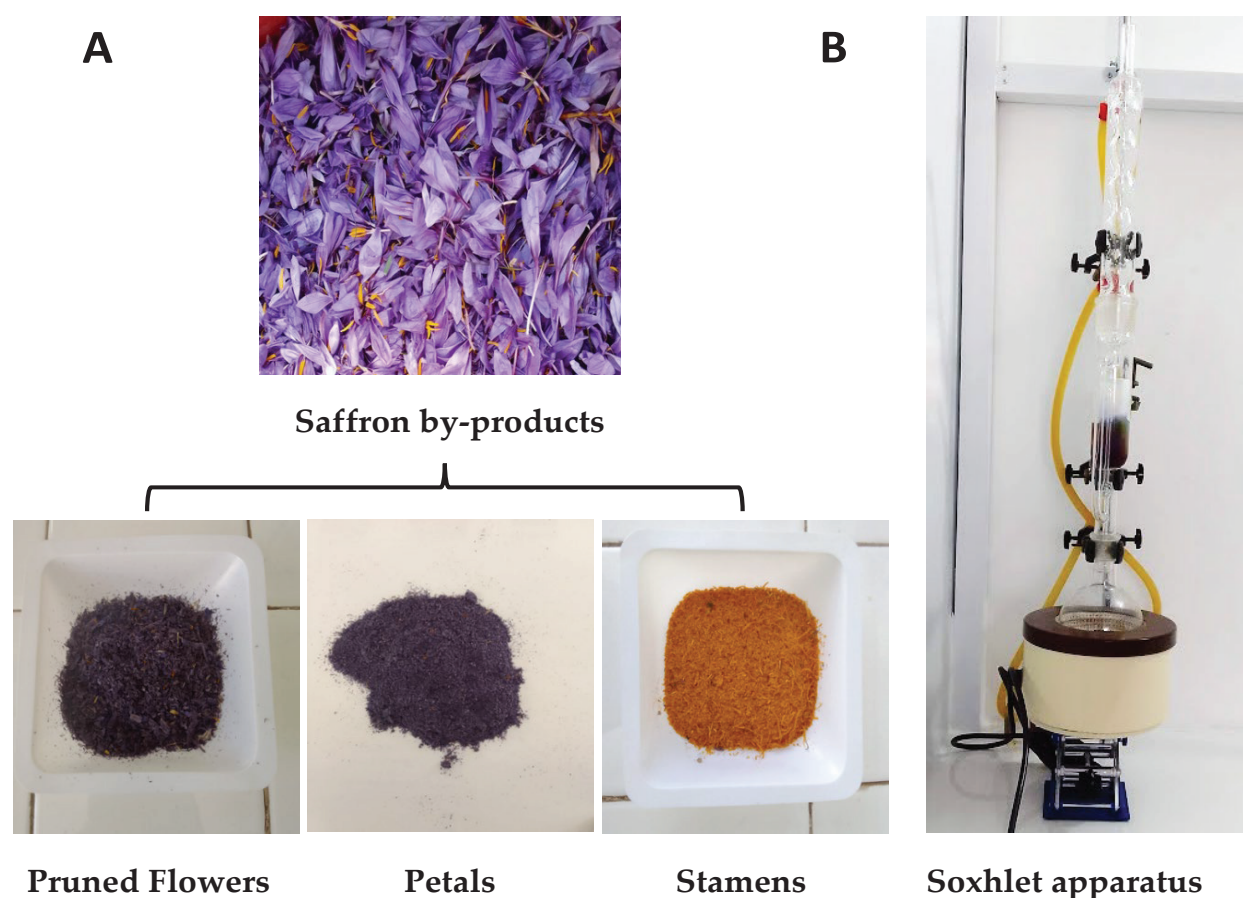 A
B
Saffron by-products
Pruned Flowers
Petals
Stamens
Soxhlet apparatus